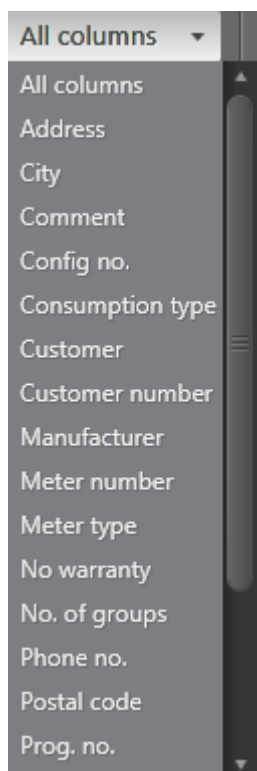 All columns
All columns
Address
City
Comment
Config no.
Consumption type
Customer
Customer number
Manufacturer
Meter number
Meter type
No warranty
No. of groups
Phone no.
Postal code
Prog. no.